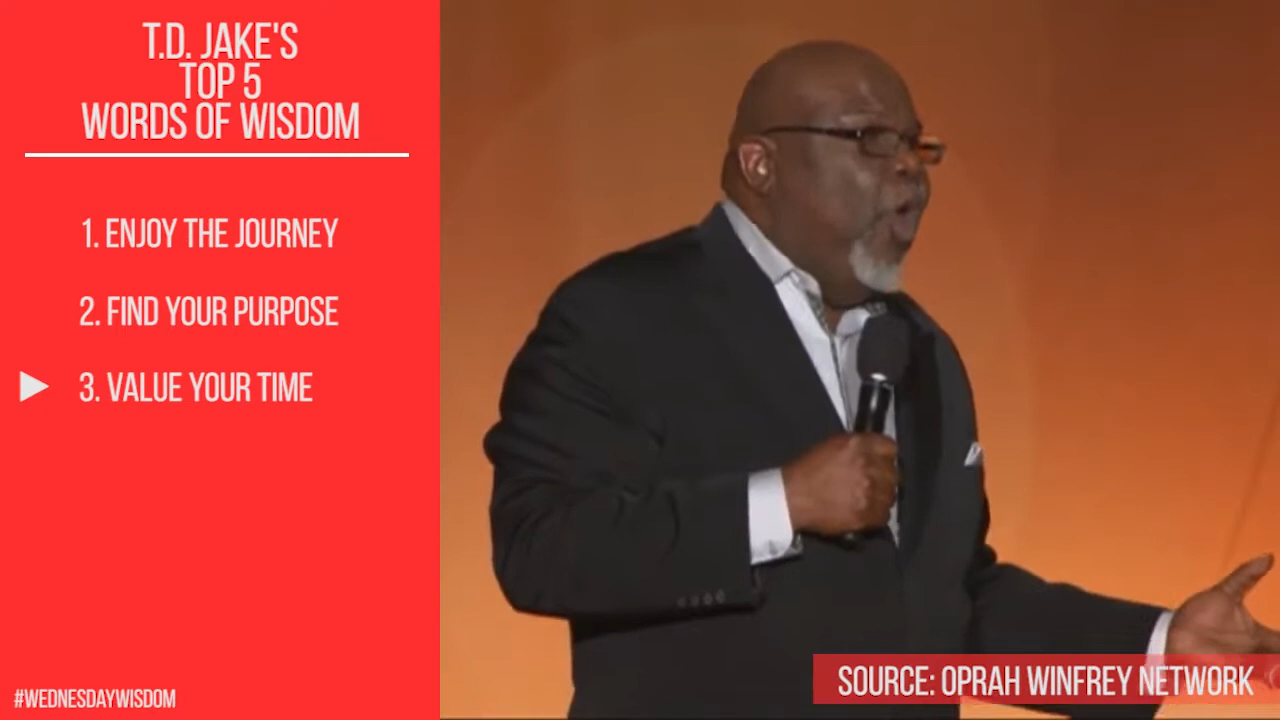 T.D. JAKE'S
TOP 5
WORDS OF WISDOM
1. ENJOY THE JOURNEY
2. FIND YOUR PURPOSE
3. VALUE YOUR TIME
#WEDNESDAYWISDOM
SOURCE: OPRAH WINFREY NETWORK